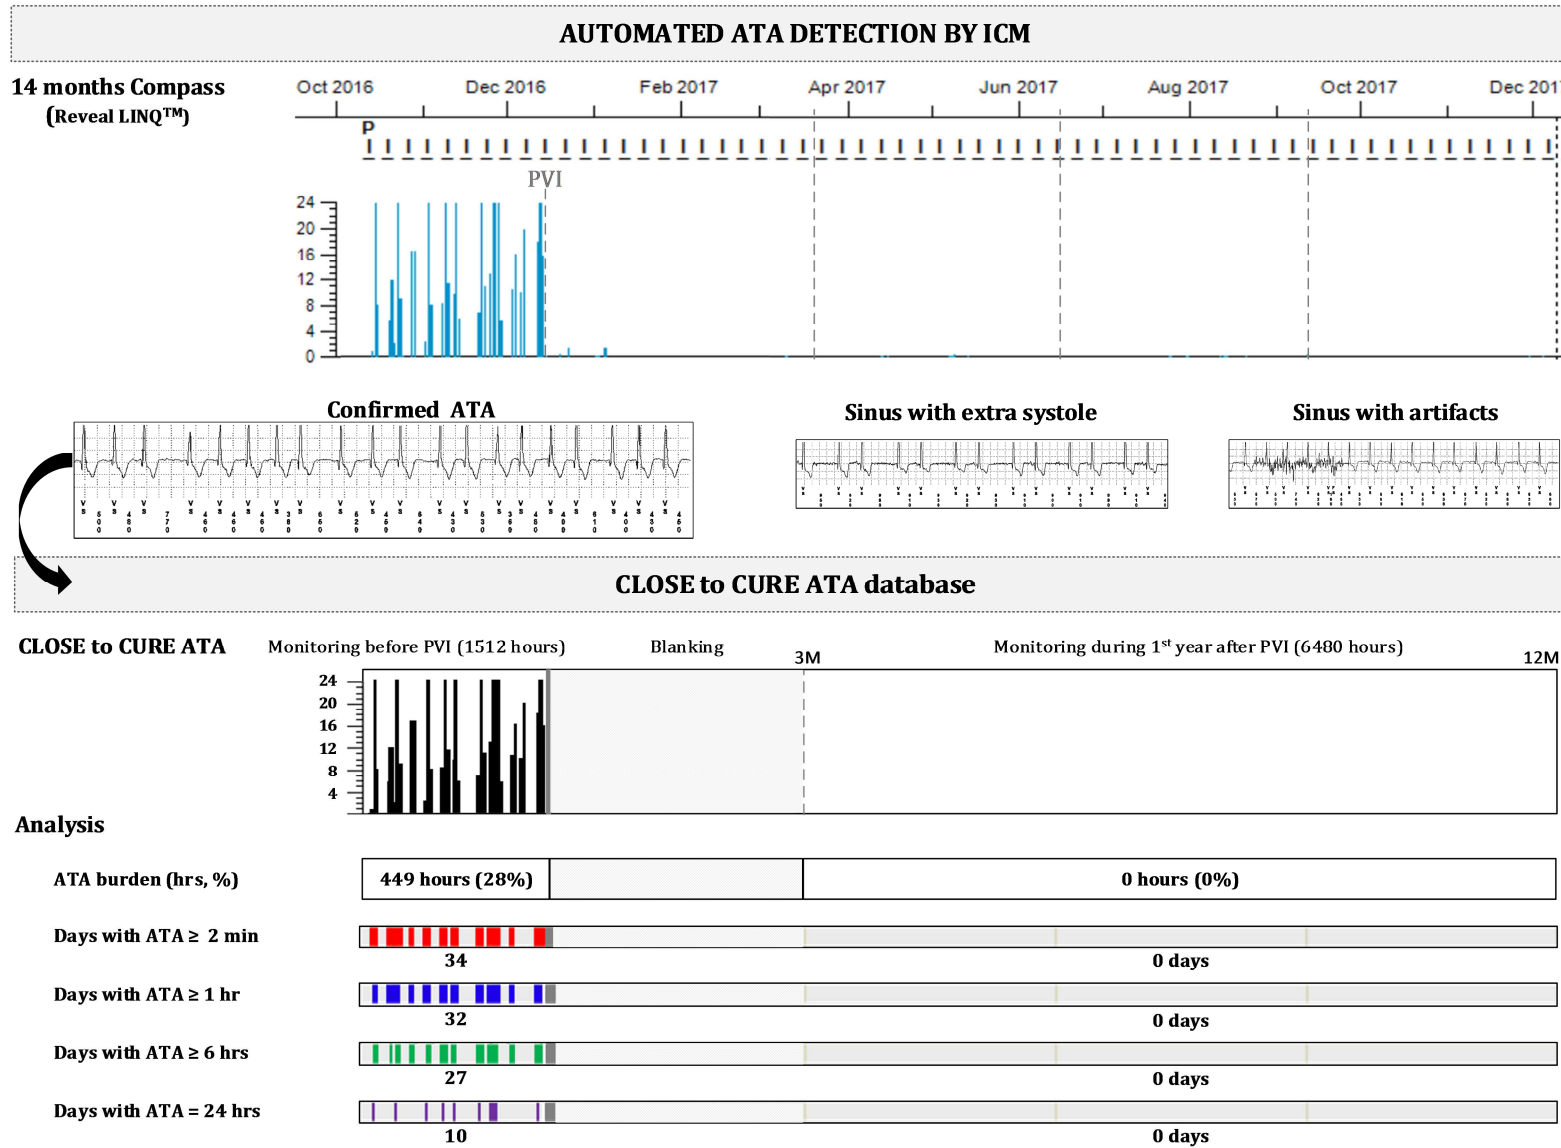 AUTOMATED ATA DETECTION BY ICM
14 months Compass
(Reveal LINQ™)
Oct 2016 Dec 2016 Feb 2017 Apr 2017 Jun 2017 Aug 2017 Oct 2017 Dec 201
P
I I I I I I I I I I I I I I I I I I I I I I I I I I I I I I I I I I I I I I I I I I I I I I I I I I I I I I I I I I I I I
PVI
24
20
16
12
8
4
0
Confirmed ATA
Sinus with extra systole
Sinus with artifacts
CLOSE to CURE ATA database
CLOSE to CURE ATA
Monitoring before PVI (1512 hours)
Blanking
3M
Monitoring during 1st year after PVI (6480 hours)
12M
24
20
16
12
8
4
Analysis
ATA burden (hrs, %)
449 hours (28%)
0 hours (0%)
Days with ATA ≥ 2 min
34
0 days
Days with ATA ≥ 1 hr
32
0 days
Days with ATA ≥ 6 hrs
27
0 days
Days with ATA = 24 hrs
10
0 days